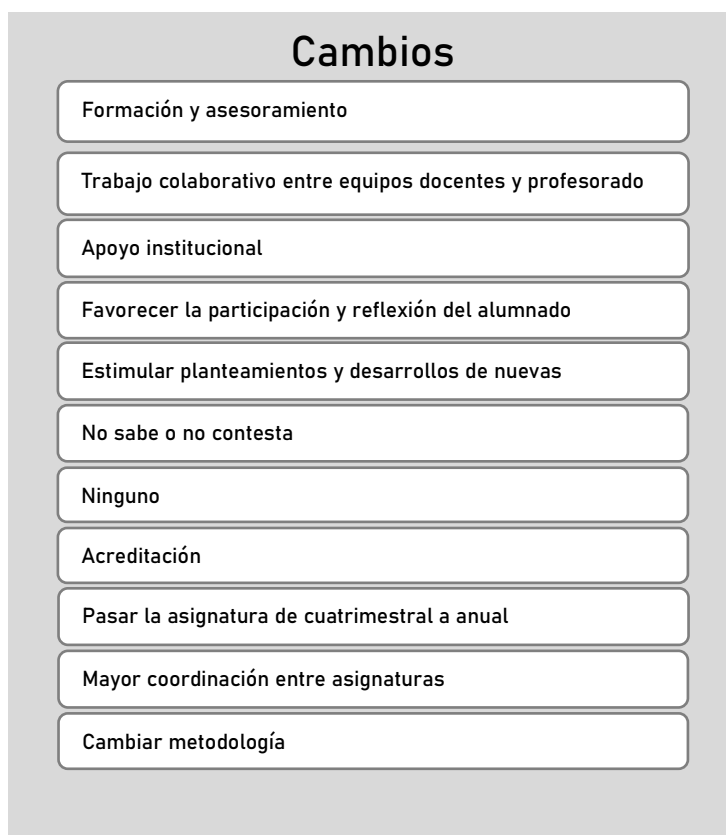 Cambios
Formación y asesoramiento
Trabajo colaborativo entre equipos docentes y profesorado
Apoyo institucional
Favorecer la participación y reflexión del alumnado
Estimular planteamientos y desarrollos de nuevas
No sabe o no contesta
Ninguno
Acreditación
Pasar la asignatura de cuatrimestral a anual
Mayor coordinación entre asignaturas
Cambiar metodología